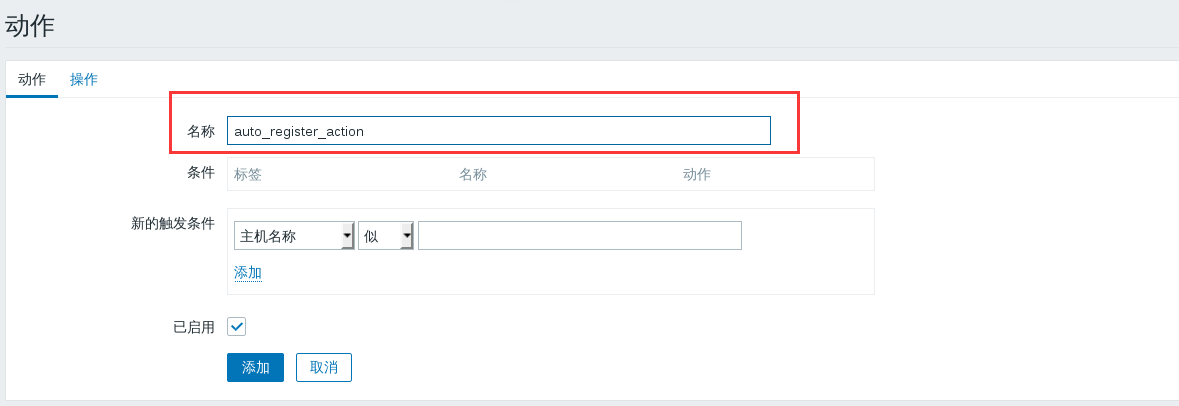 动作
动作 操作
名称 auto_register_action
条件 标签 名称 动作
新的触发条件
主机名称 似
添加
已启用
添加 取消